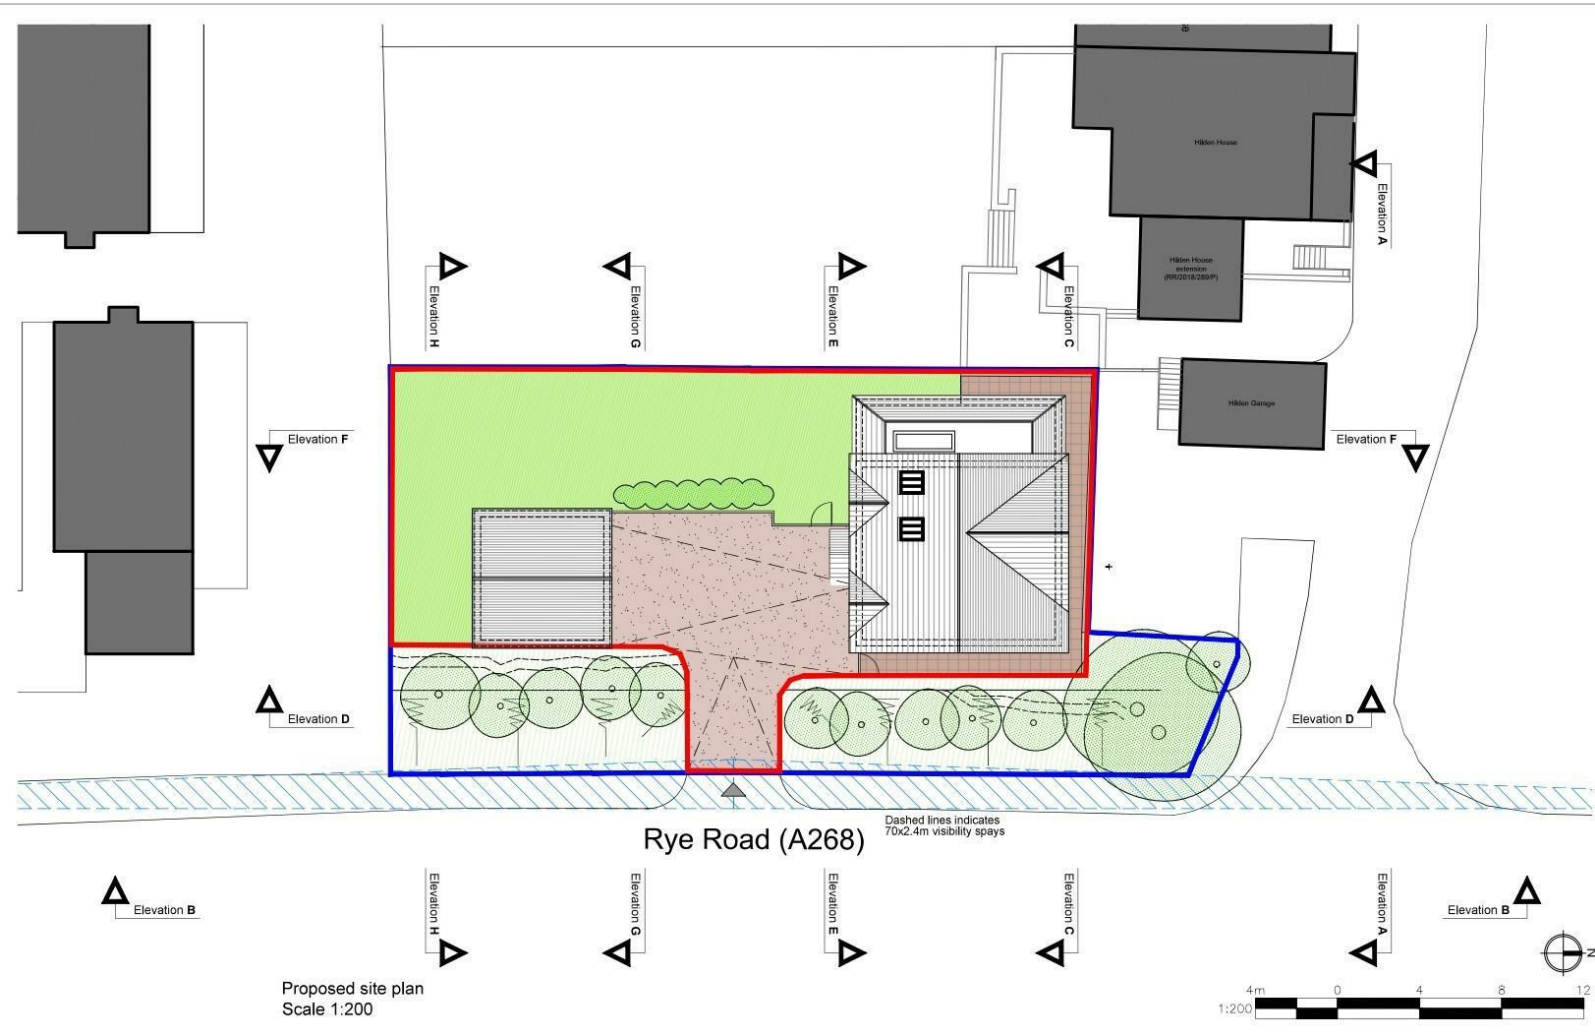 e
Hilden House
Elevation A
Hilden House
extension
(RR/2018/289/P)
Elevation H
Elevation G
Elevation E
Elevation C
Hilden Garage
Elevation F
Elevation F
Elevation D
Elevation D
Dashed lines indicates
70x2.4m visibility spays
Rye Road (A268)
Elevation B
Elevation H
Elevation G
Elevation E
Elevation C
Elevation A
Elevation B
N
Proposed site plan
Scale 1:200
4m 0 4 8 12
1:200